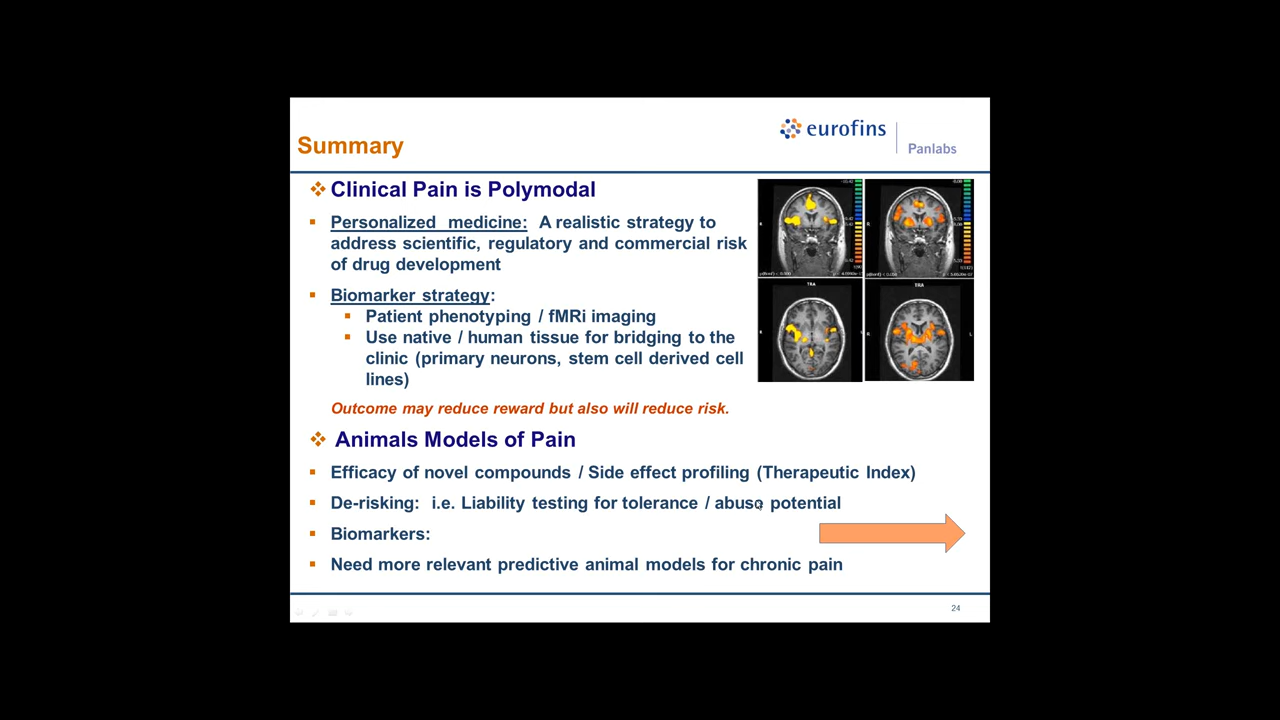 Summary
eurofins
Panlabs
Clinical Pain is Polymodal
Personalized medicine: A realistic strategy to
address scientific, regulatory and commercial risk
of drug development
Biomarker strategy:
Patient phenotyping / fMRi imaging
Use native / human tissue for bridging to the
clinic (primary neurons, stem cell derived cell
lines)
Outcome may reduce reward but also will reduce risk.
TRA
TRA
Animals Models of Pain
Efficacy of novel compounds / Side effect profiling (Therapeutic Index)
De-risking: i.e. Liability testing for tolerance / abuse potential
Biomarkers:
Need more relevant predictive animal models for chronic pain
24